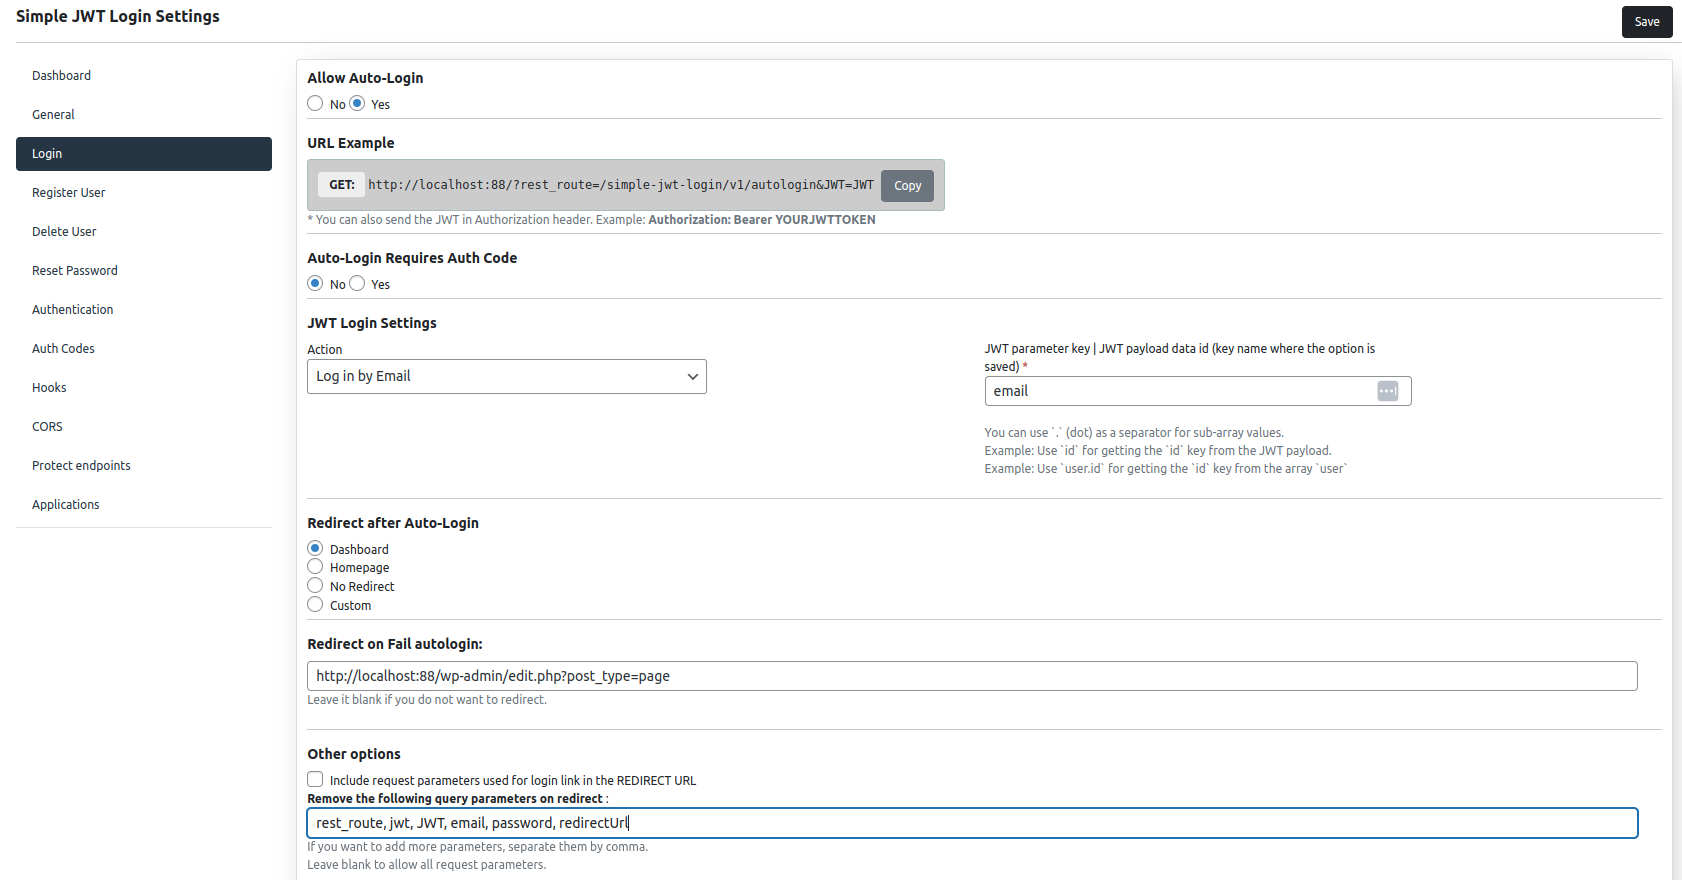 Simple JWT Login Settings
Save
Dashboard
General
Login
Register User
Delete User
Reset Password
Authentication
Auth Codes
Hooks
CORS
Protect endpoints
Applications
Allow Auto-Login
No Yes
URL Example
GET: http://localhost:88/?rest_route=/simple-jwt-login/v1/autologin&JWT=JWT Copy
* You can also send the JWT in Authorization header. Example: Authorization: Bearer YOURJWTTOKEN
Auto-Login Requires Auth Code
No Yes
JWT Login Settings
Action
Log in by Email
JWT parameter key | JWT payload data id (key name where the option is
saved) *
email
You can use `.` (dot) as a separator for sub-array values.
Example: Use `id` for getting the `id` key from the JWT payload.
Example: Use `user.id` for getting the `id` key from the array `user`
Redirect after Auto-Login
Dashboard
Homepage
No Redirect
Custom
Redirect on Fail autologin:
http://localhost:88/wp-admin/edit.php?post_type=page
Leave it blank if you do not want to redirect.
Other options
Include request parameters used for login link in the REDIRECT URL
Remove the following query parameters on redirect :
rest_route, jwt, JWT, email, password, redirectUrl
If you want to add more parameters, separate them by comma.
Leave blank to allow all request parameters.